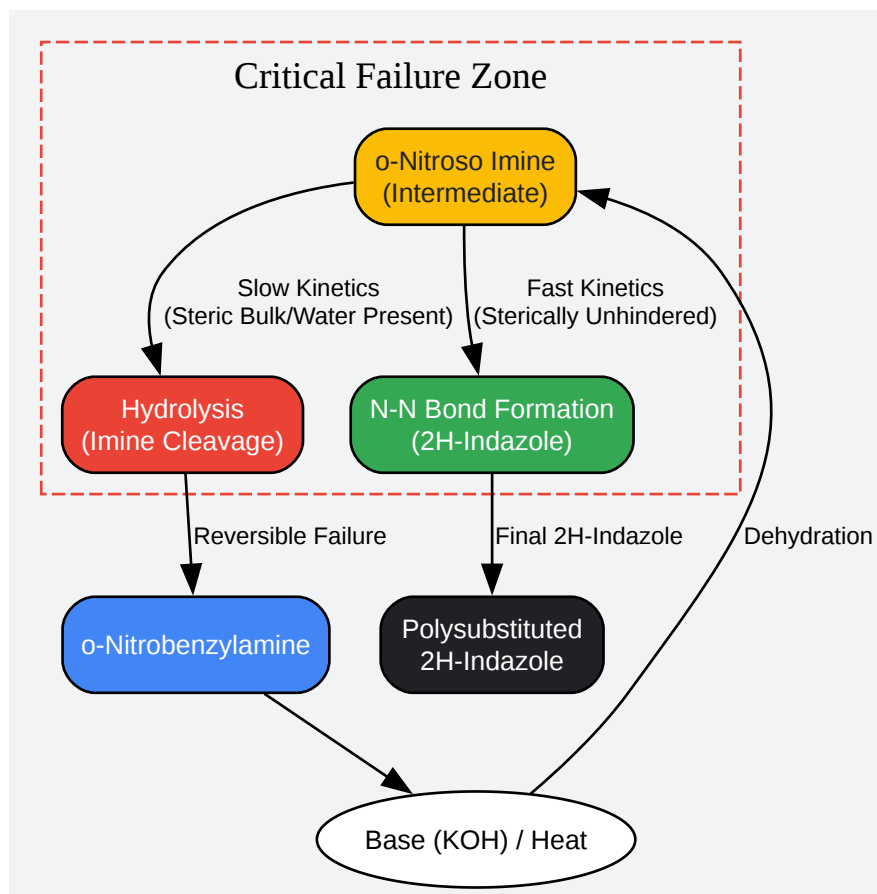 Critical Failure Zone
o-Nitroso Imine
(Intermediate)
Slow Kinetics
(Steric Bulk/Water Present)
Fast Kinetics
(Sterically Unhindered)
Hydrolysis
(Imine Cleavage)
N-N Bond Formation
(2H-Indazole)
Reversible Failure
Final 2H-Indazole
Dehydration
o-Nitrobenzylamine
Polysubstituted
2H-Indazole
Base (KOH) / Heat